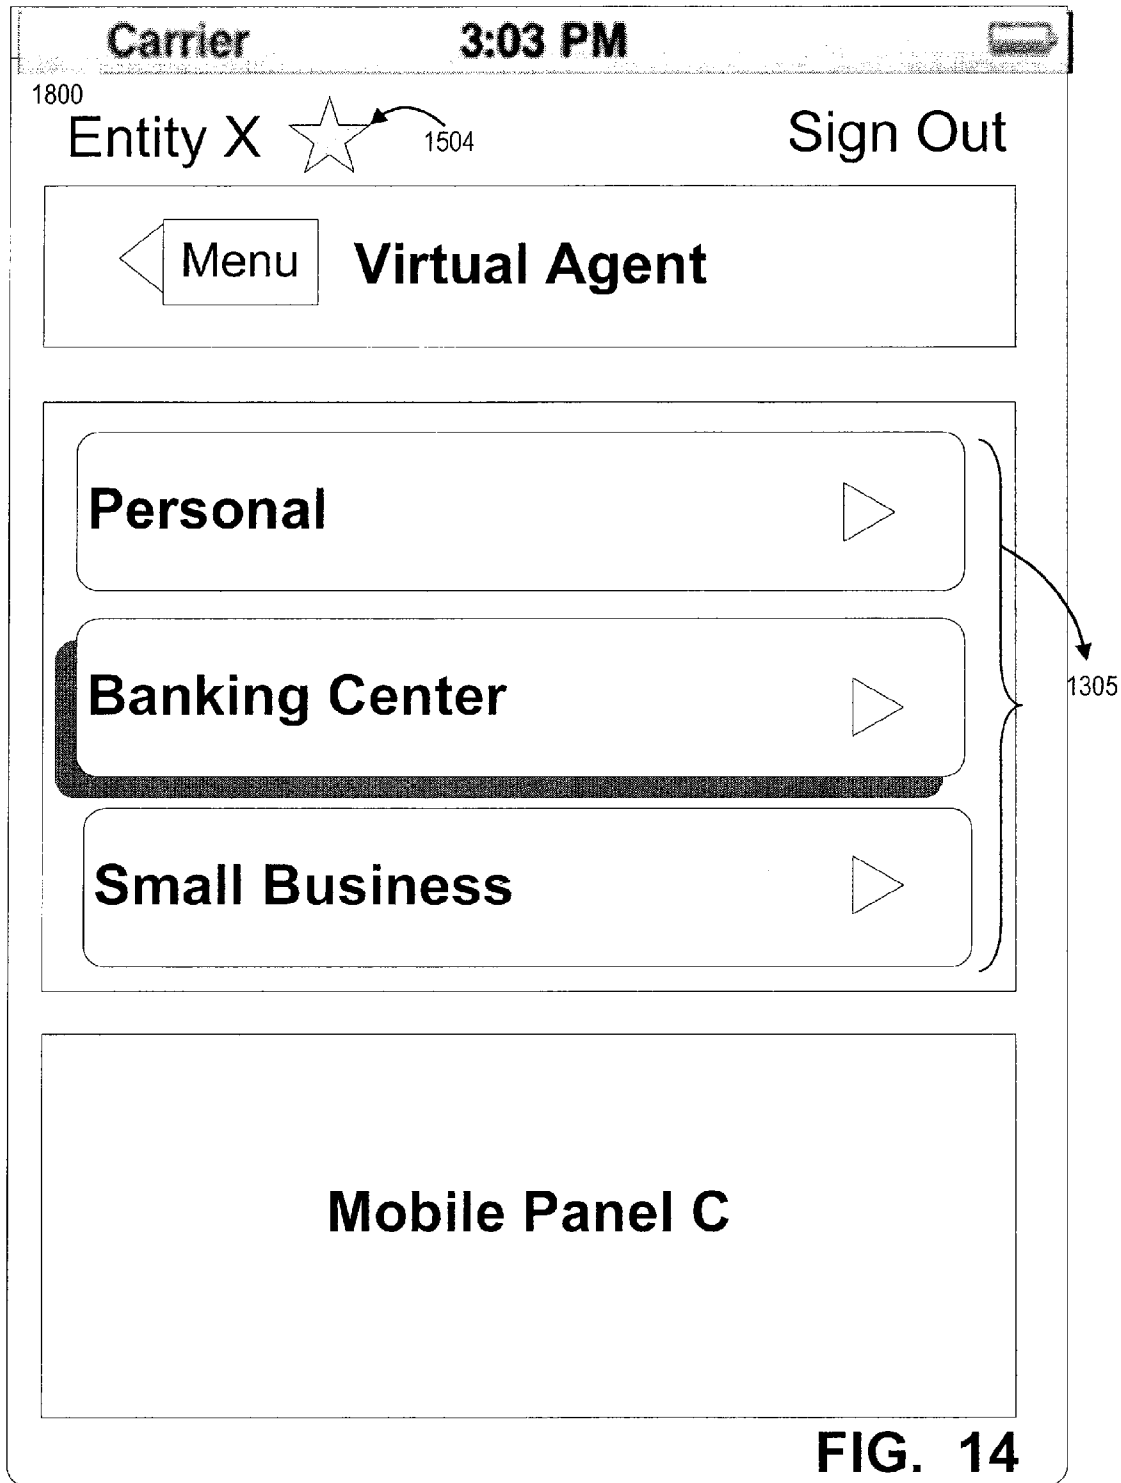 Carrier 3:03 PM
1800
Entity X 1504 Sign Out
Menu Virtual Agent
Personal
Banking Center
1305
Small Business
Mobile Panel C
FIG. 14